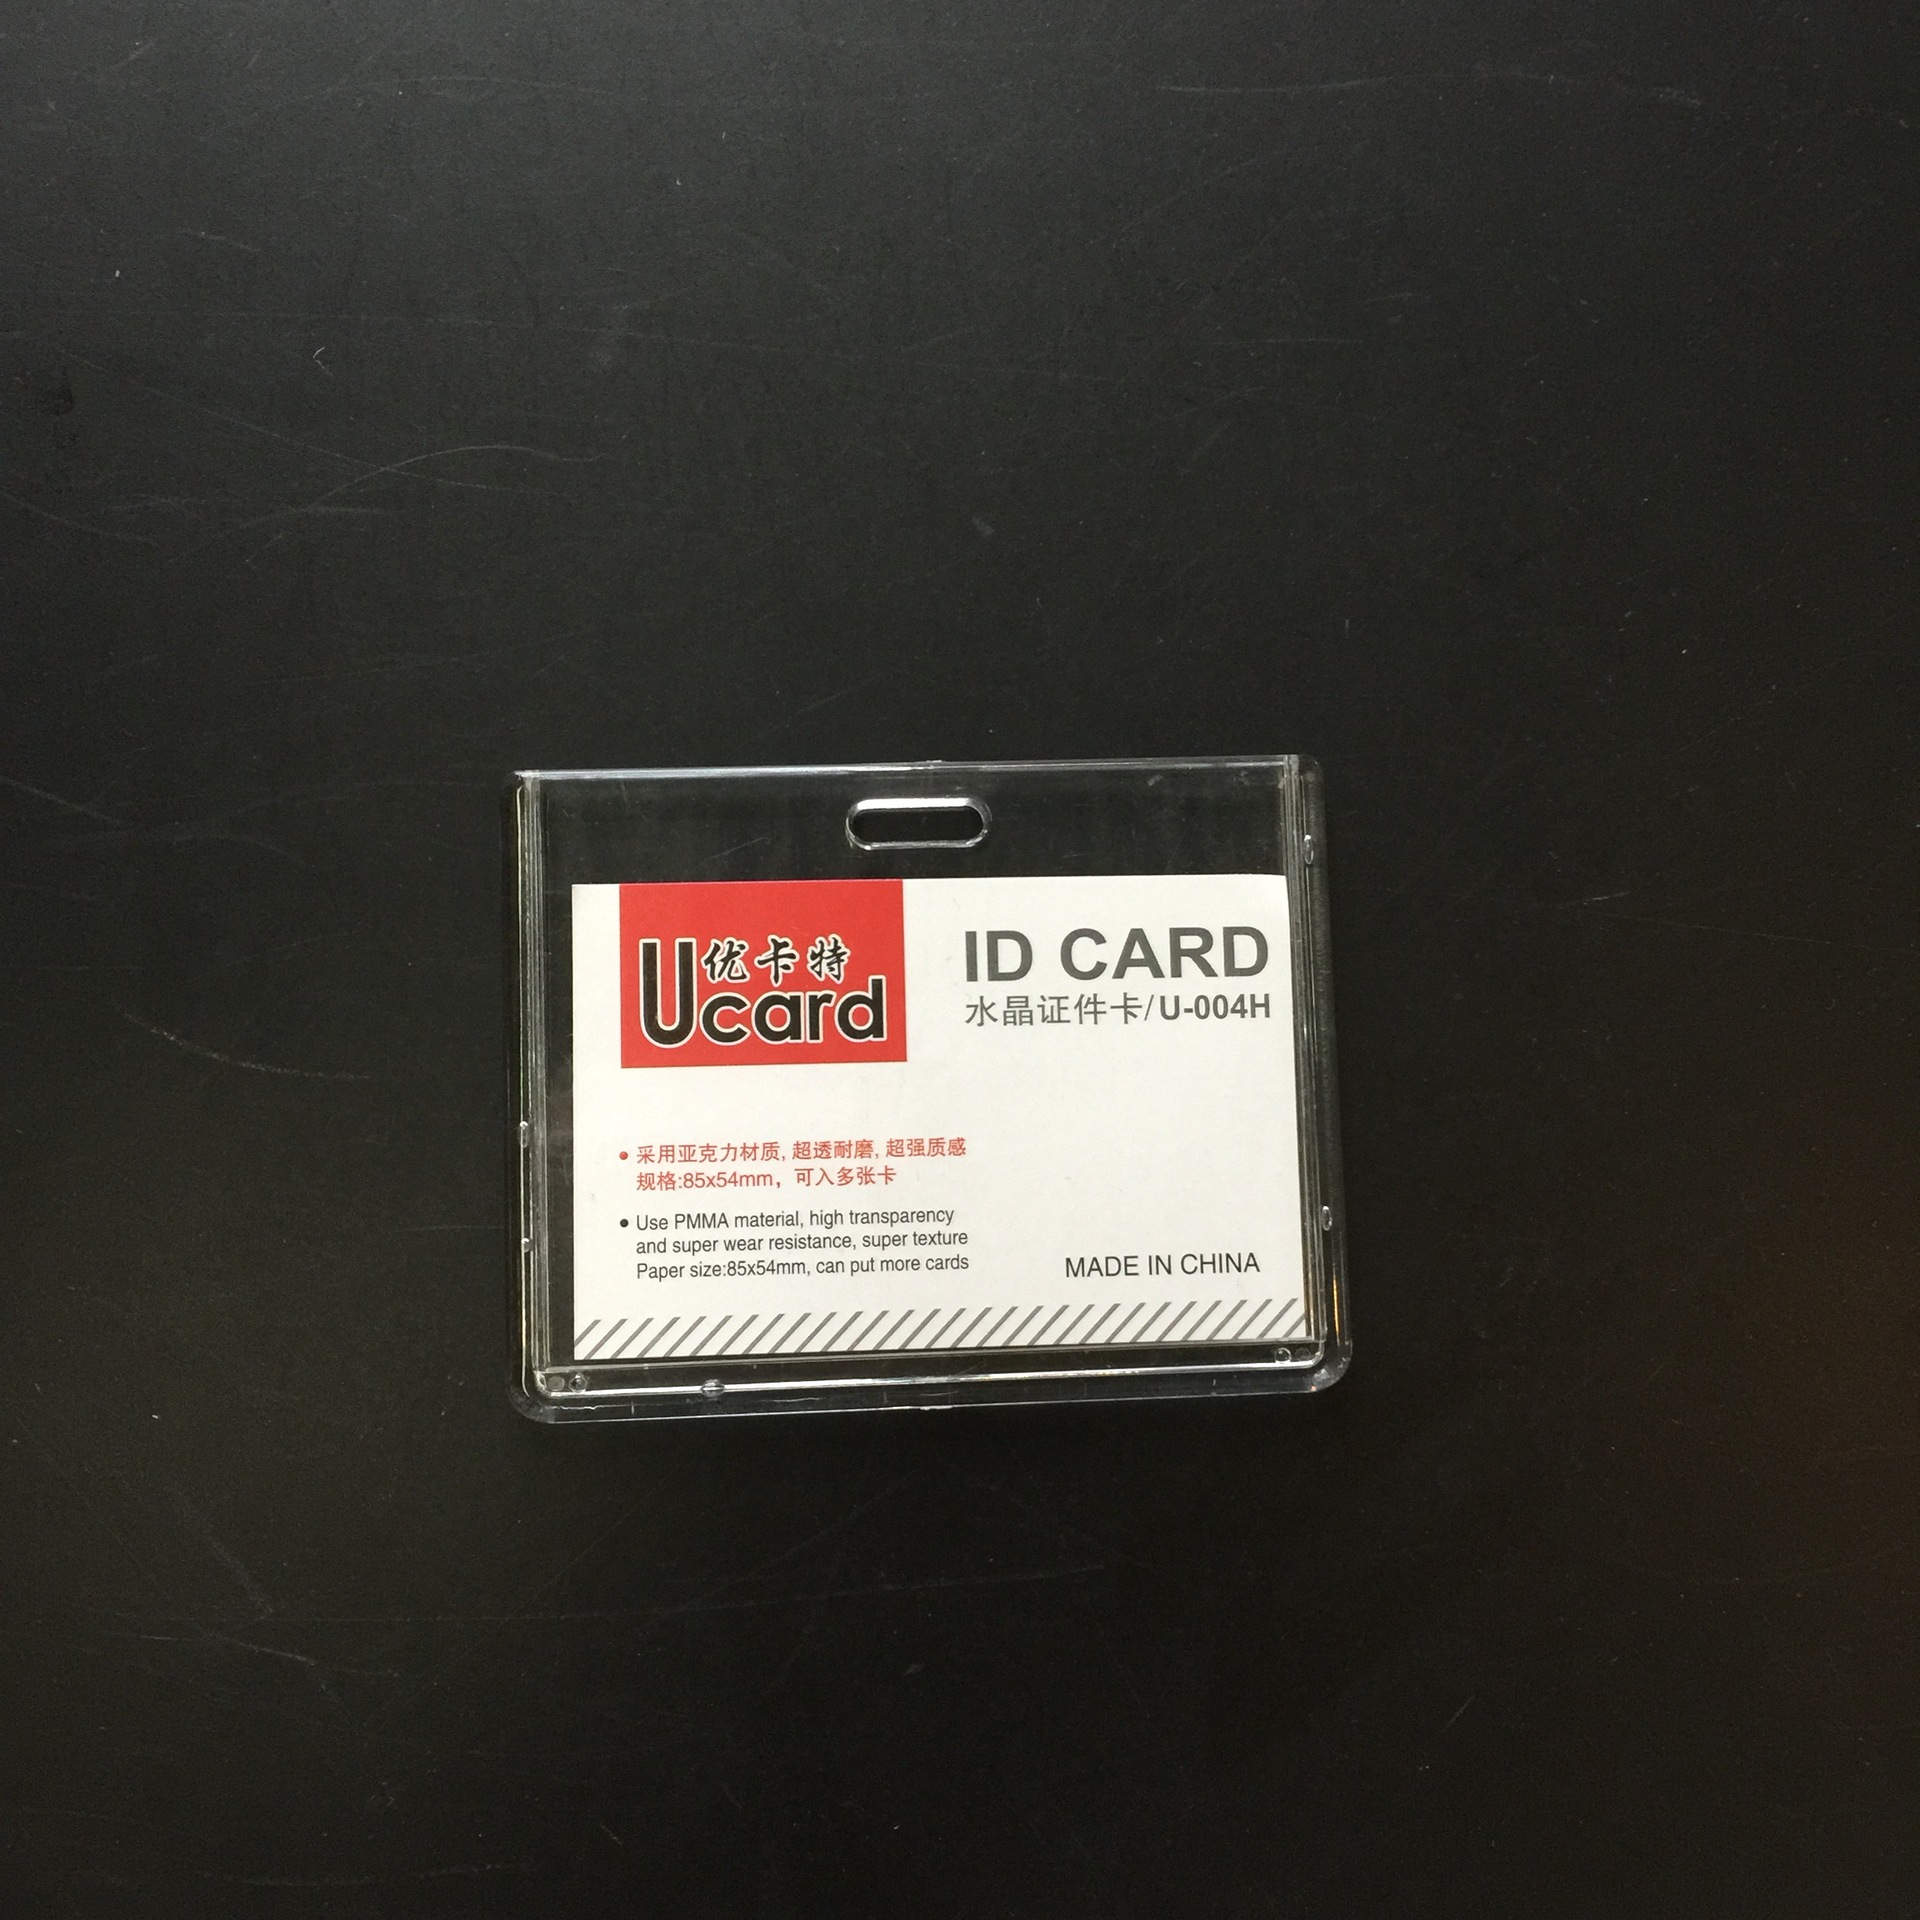 优卡特
Ucard
ID CARD
水晶证件卡/U-004H
• 采用亚克力材质, 超透耐磨, 超强质感
规格:85x54mm，可入多张卡
• Use PMMA material, high transparency
and super wear resistance, super texture
Paper size:85x54mm, can put more cards
MADE IN CHINA